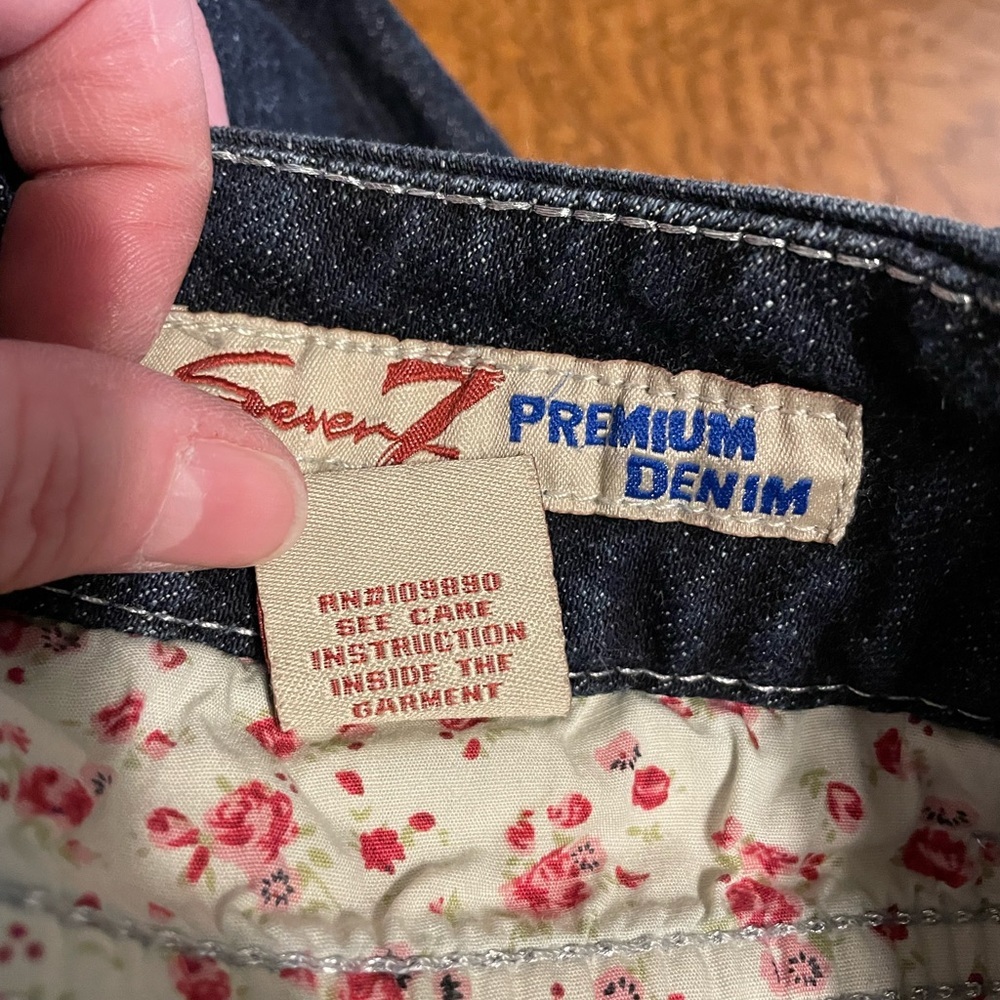 Seven7 PREMIUM
DENIM
RN#109890
SEE CARE
INSTRUCTION
INSIDE THE
GARMENT